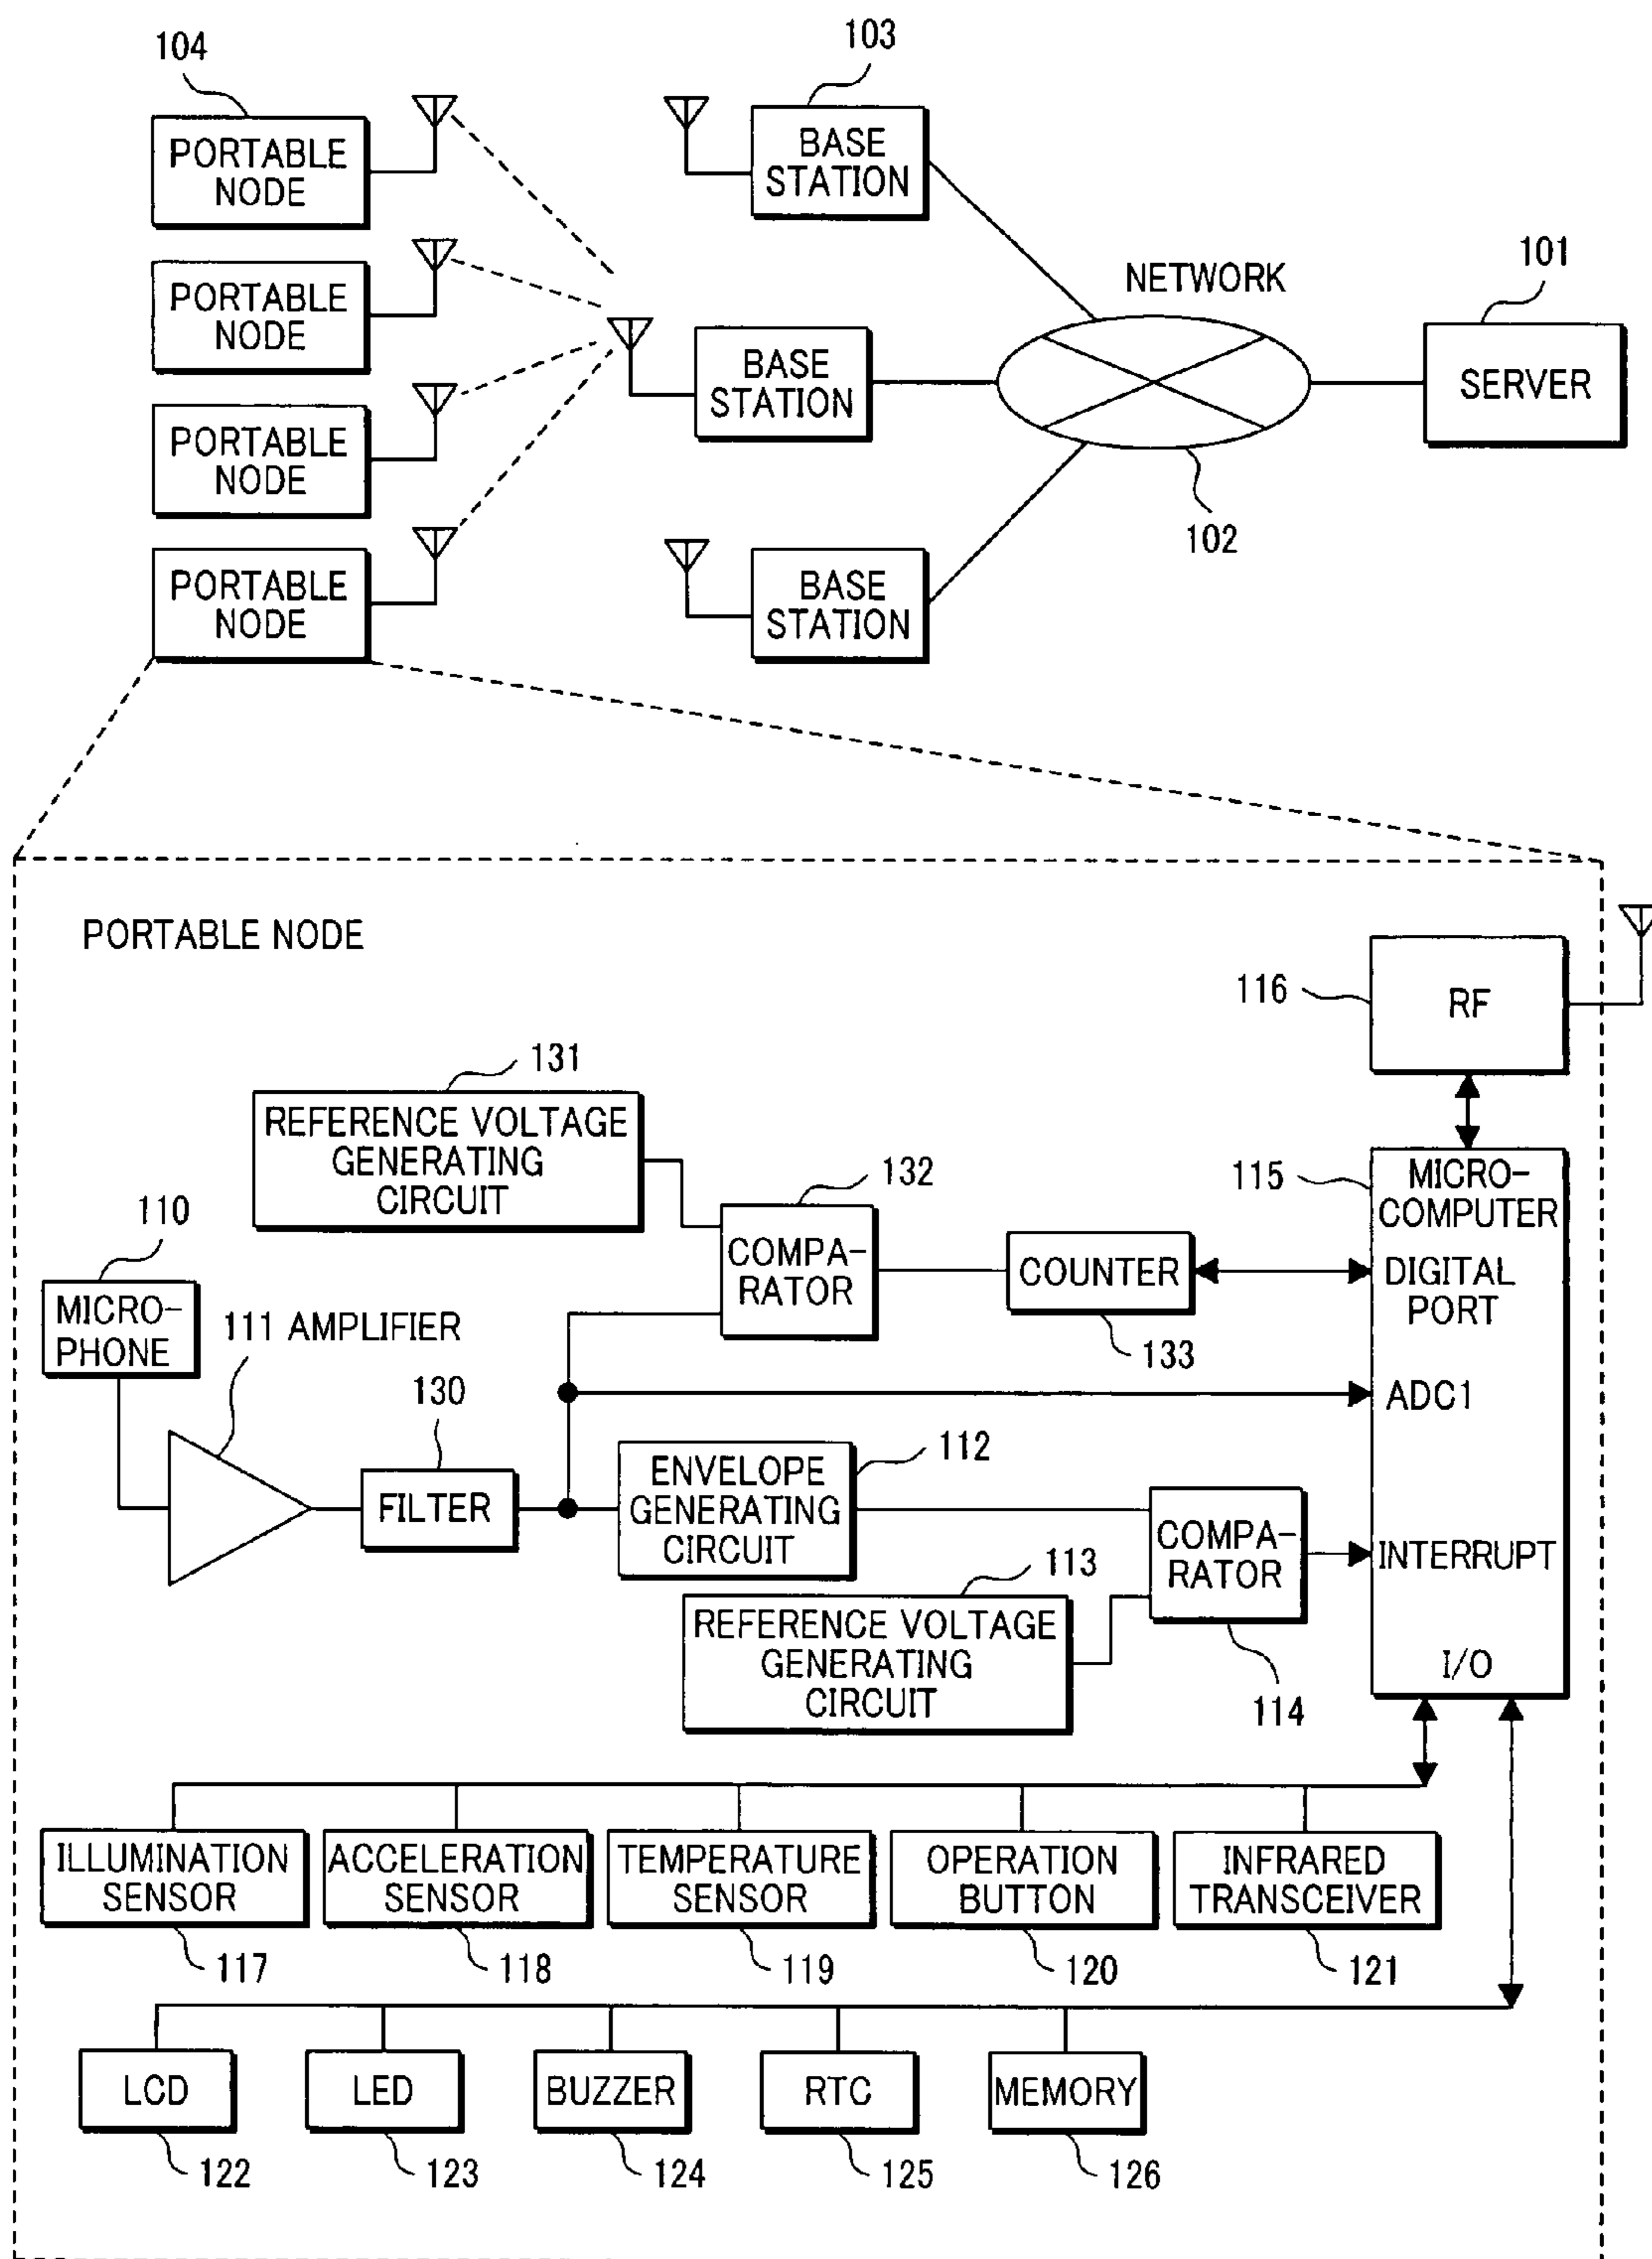 104
103
PORTABLE
NODE
BASE
STATION
101
NETWORK
PORTABLE
NODE
BASE
STATION
SERVER
PORTABLE
NODE
102
PORTABLE
NODE
BASE
STATION
PORTABLE NODE
116
RF
131
REFERENCE VOLTAGE
GENERATING
CIRCUIT
132
115
MICRO-
COMPUTER
110
COMPA-
RATOR
COUNTER
DIGITAL
PORT
MICRO-
PHONE
111 AMPLIFIER
133
130
ADC1
112
FILTER
ENVELOPE
GENERATING
CIRCUIT
COMPA-
RATOR
INTERRUPT
113
REFERENCE VOLTAGE
GENERATING
CIRCUIT
I/O
114
ILLUMINATION
SENSOR
ACCELERATION
SENSOR
TEMPERATURE
SENSOR
OPERATION
BUTTON
INFRARED
TRANSCEIVER
117
118
119
120
121
LCD
LED
BUZZER
RTC
MEMORY
122
123
124
125
126